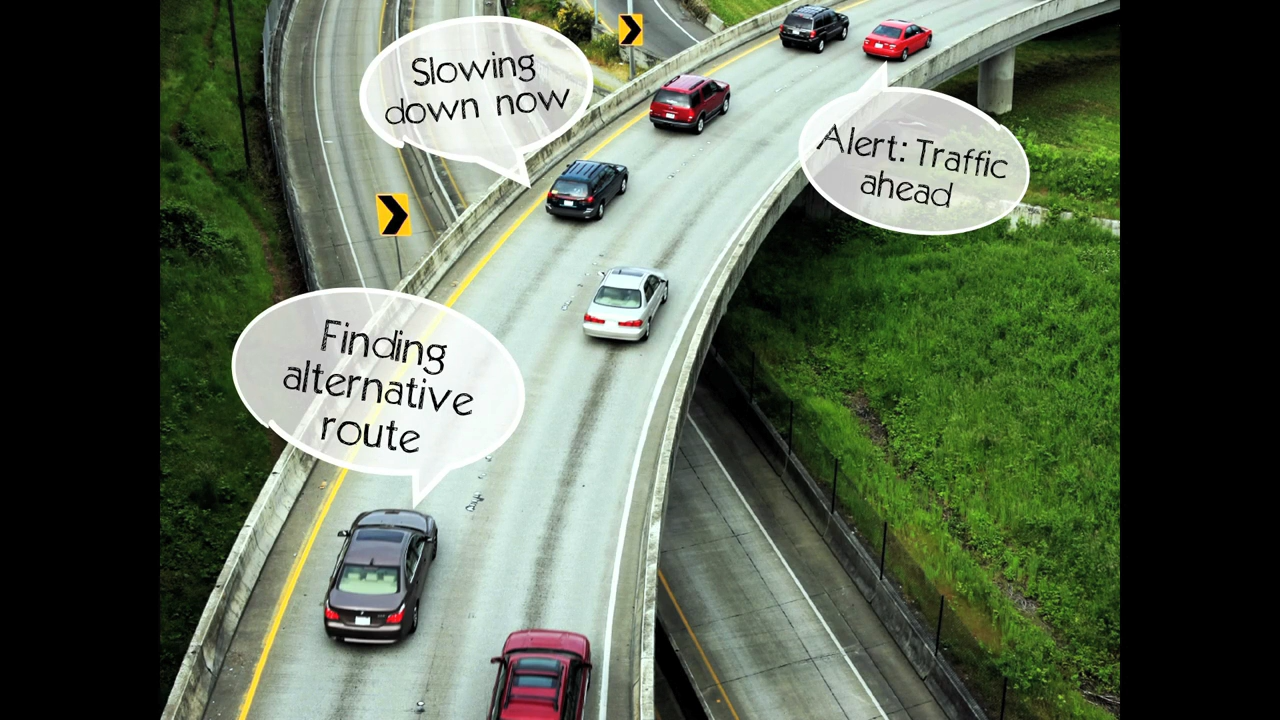 Slowing
down now
Alert: Traffic
ahead
Finding
alternative
route